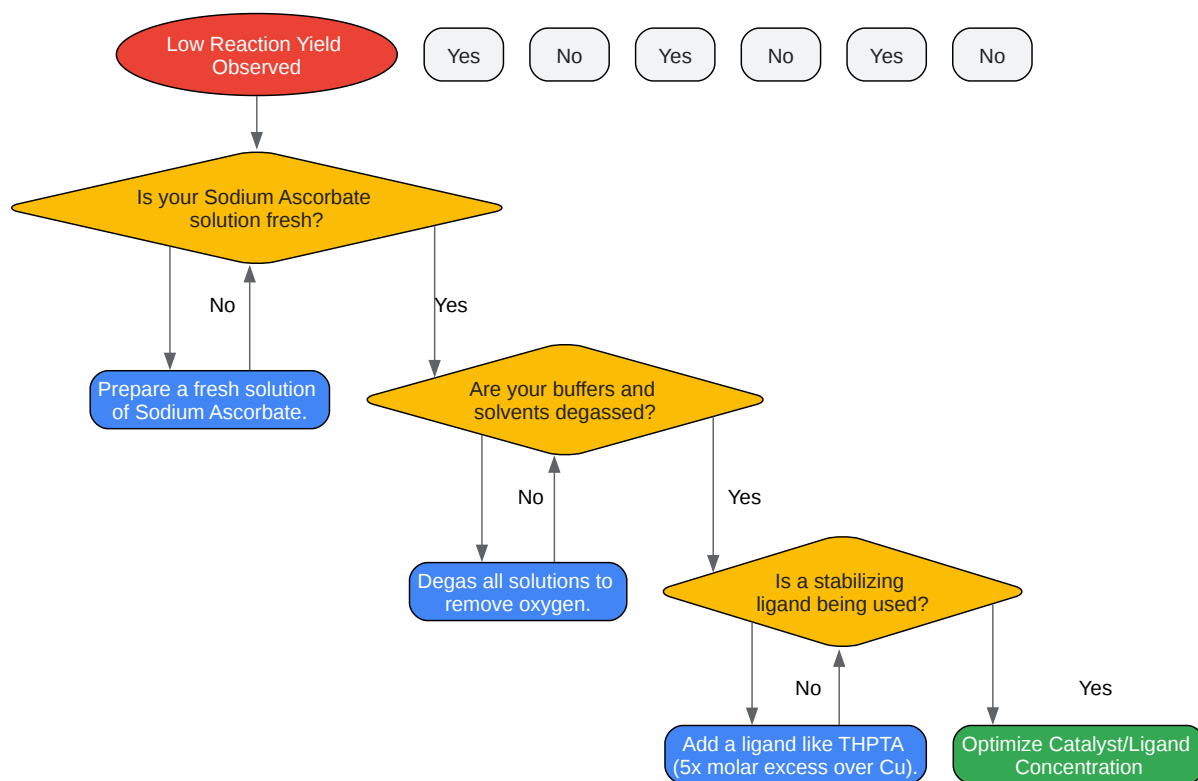 Low Reaction Yield
Observed
Yes
No
Yes
No
Yes
No
Is your Sodium Ascorbate
solution fresh?
No
Yes
Prepare a fresh solution
of Sodium Ascorbate.
Are your buffers and
solvents degassed?
No
Yes
Degas all solutions to
remove oxygen.
Is a stabilizing
ligand being used?
No
Yes
Add a ligand like THPTA
(5x molar excess over Cu).
Optimize Catalyst/Ligand
Concentration